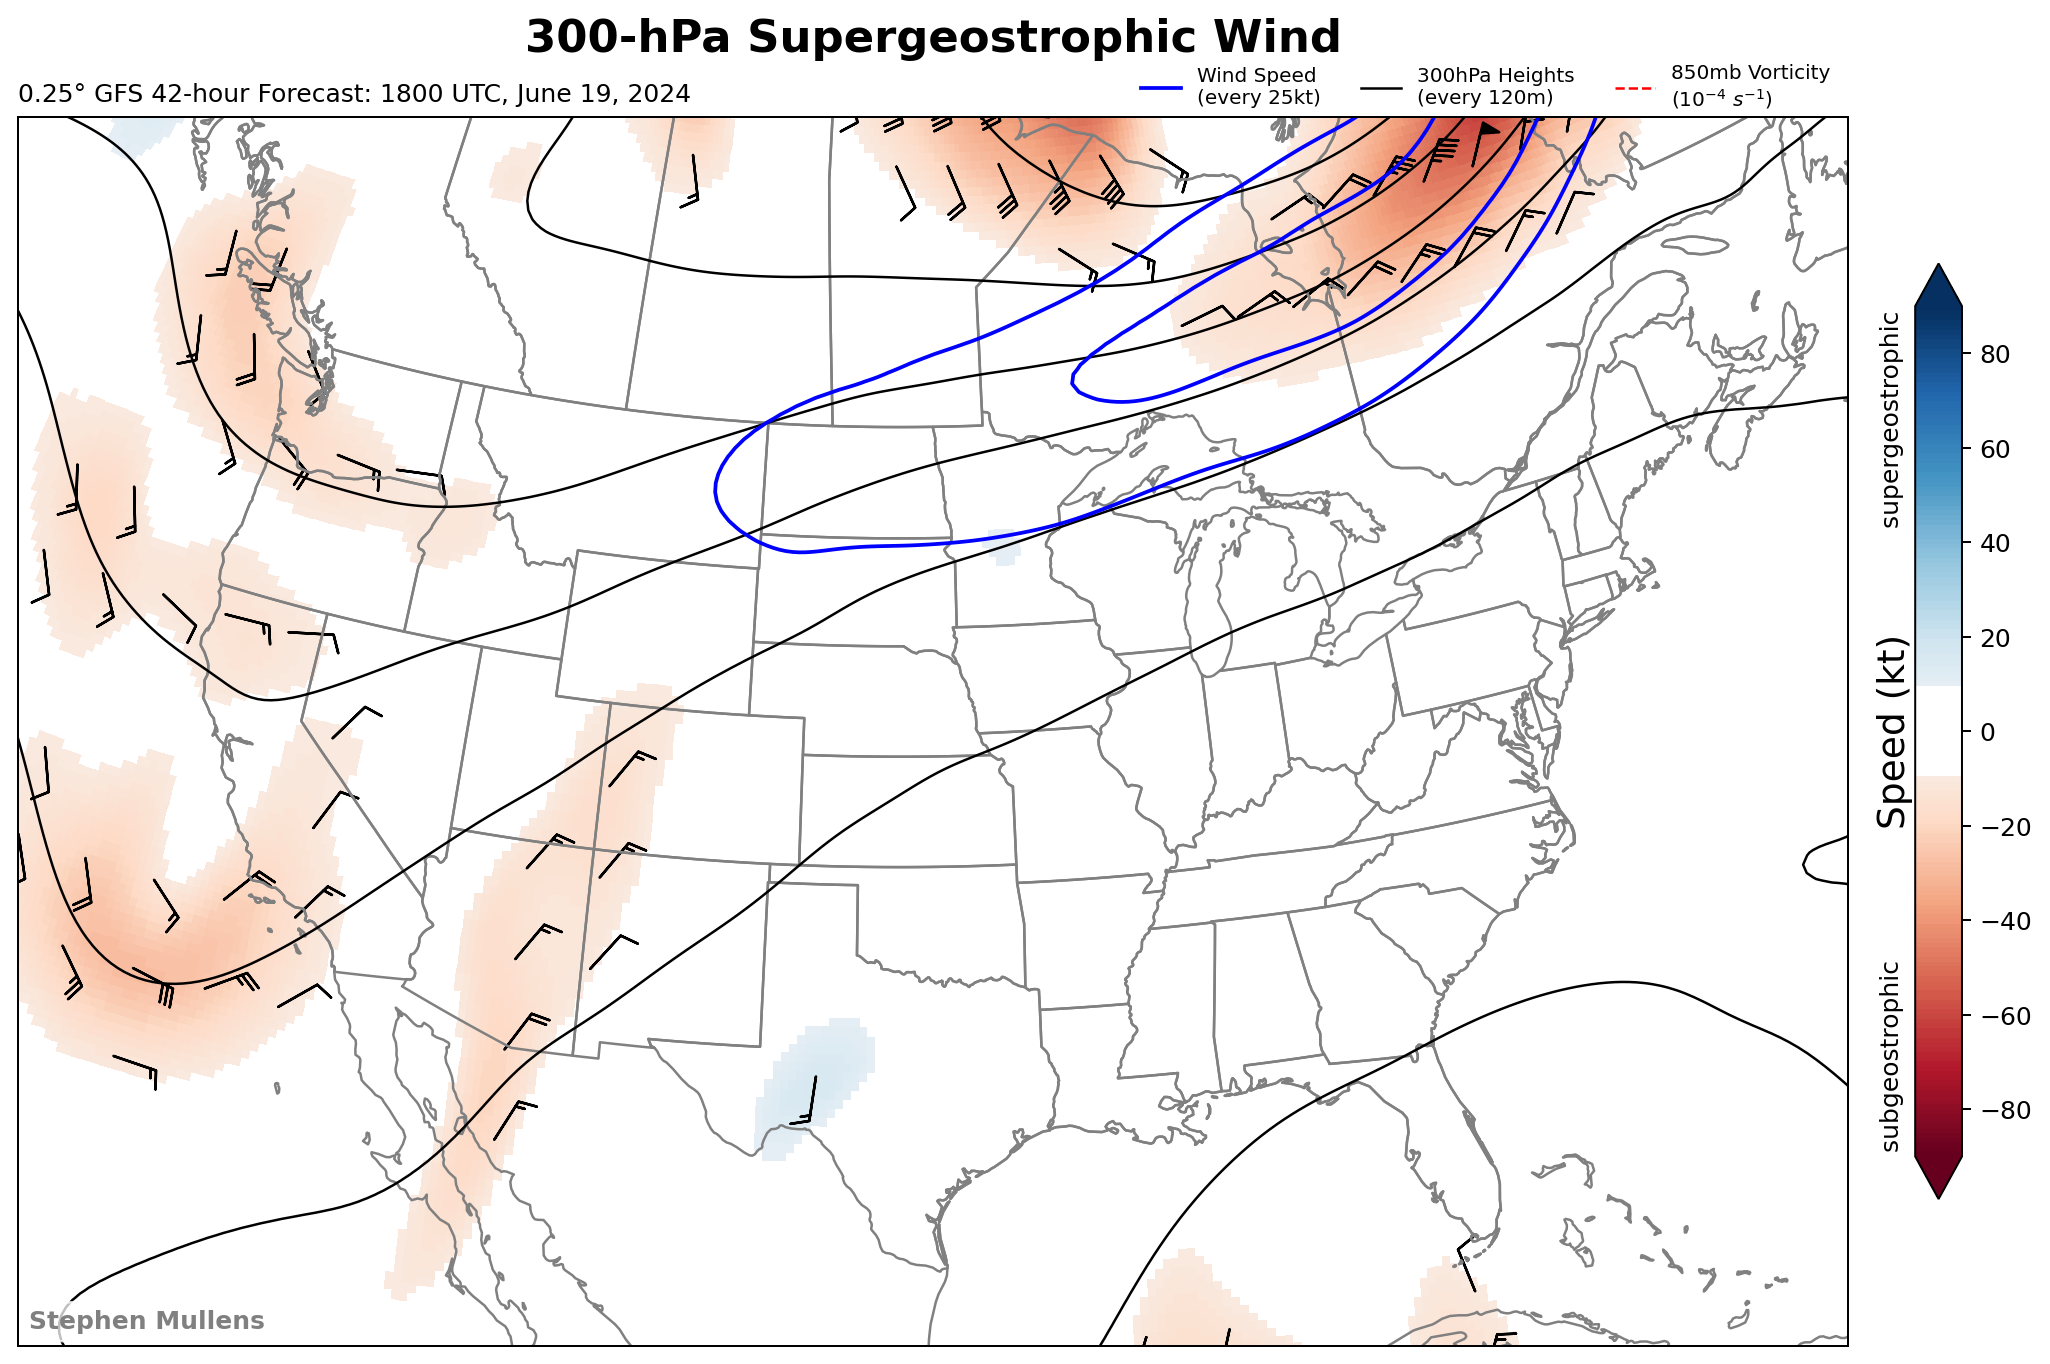 300-hPa Supergeostrophic Wind
0.25° GFS 42-hour Forecast: 1800 UTC, June 19, 2024
Wind Speed
(every 25kt)
300hPa Heights
(every 120m)
850mb Vorticity
(10⁻⁴ s⁻¹)
supergeostrophic
Speed (kt)
subgeostrophic
80
60
40
20
0
−20
−40
−60
−80
Stephen Mullens